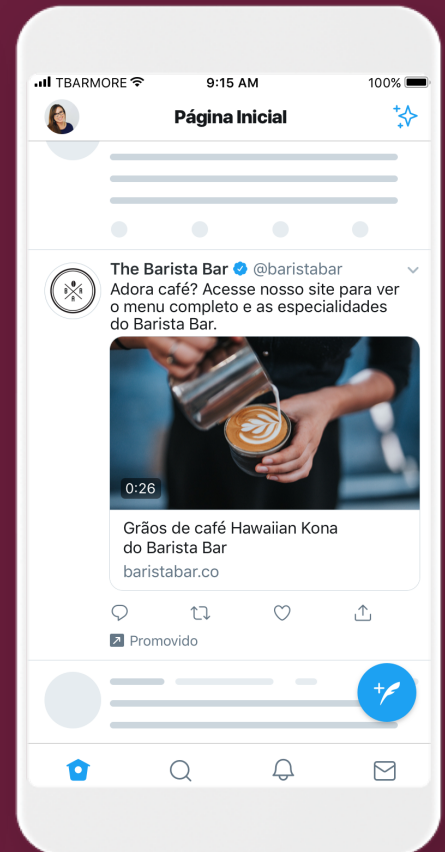 TBARMORE 9:15 AM 100%
Página Inicial
The Barista Bar @baristabar
Adora café? Acesse nosso site para ver
o menu completo e as especialidades
do Barista Bar.
B A R
0:26
Grãos de café Hawaiian Kona
do Barista Bar
baristabar.co
Promovido